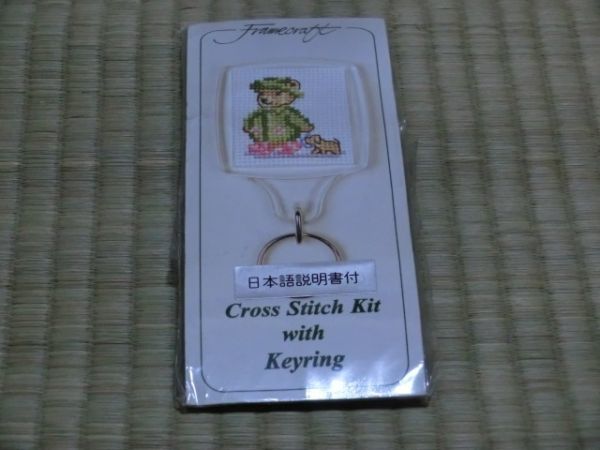 Framecraft
日本語説明書付
Cross Stitch Kit
with
Keyring